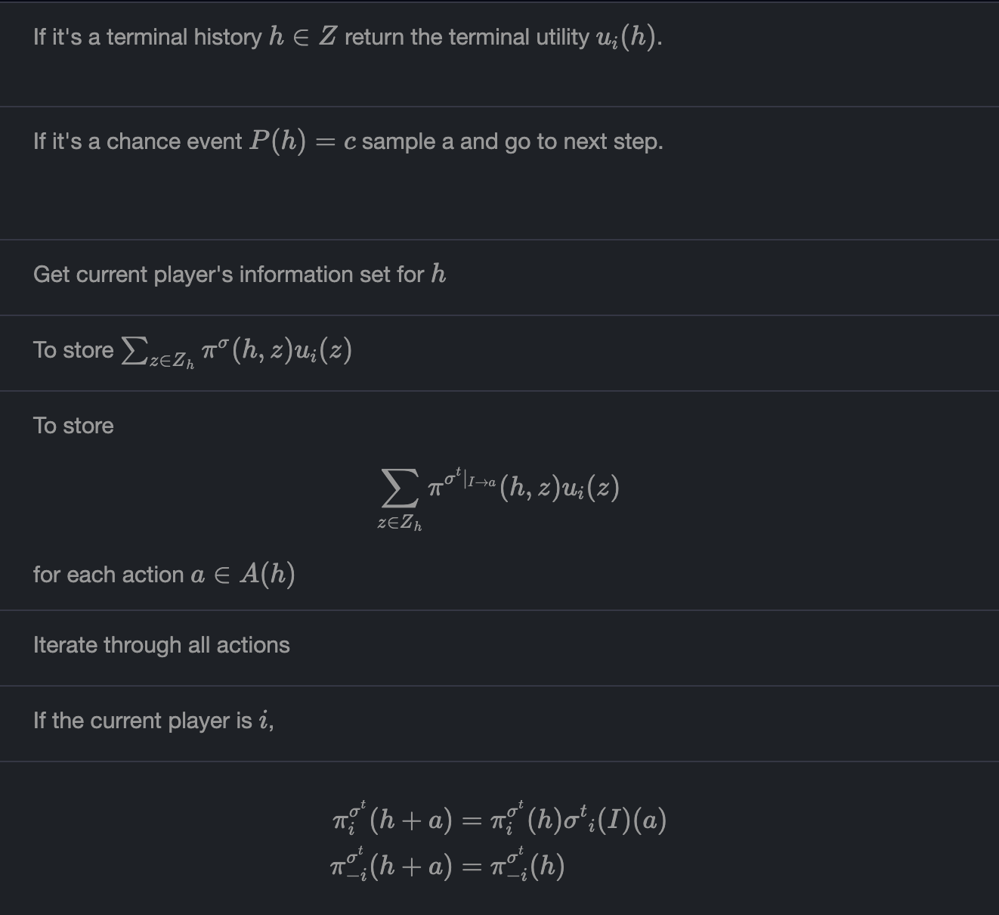 If it's a terminal history $h \in Z$ return the terminal utility $u_i(h)$.
If it's a chance event $P(h) = c$ sample a and go to next step.
Get current player's information set for $h$
To store $\sum_{z \in Z_h} \pi^\sigma(h, z) u_i(z)$
To store
$\sum_{z \in Z_h} \pi^{\sigma^t |_{I \rightarrow a}}(h, z) u_i(z)$
for each action $a \in A(h)$
Iterate through all actions
If the current player is $i$,
$\pi_i^{\sigma^t}(h + a) = \pi_i^{\sigma^t}(h) {\sigma^t}_i(I)(a)$
$\pi_{-i}^{\sigma^t}(h + a) = \pi_{-i}^{\sigma^t}(h)$